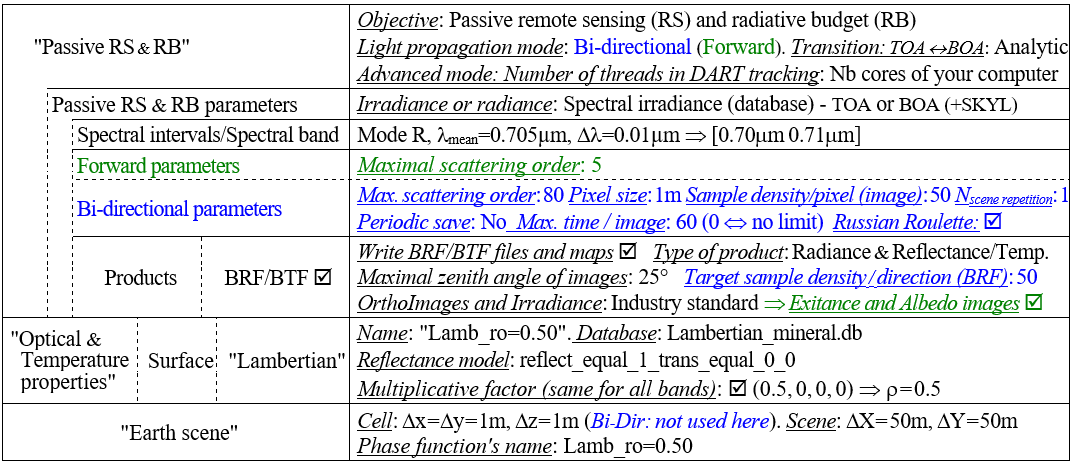 "Passive RS & RB"
Objective: Passive remote sensing (RS) and radiative budget (RB)
Light propagation mode: Bi-directional (Forward). Transition: TOA ↔BOA: Analytic
Advanced mode: Number of threads in DART tracking: Nb cores of your computer
Passive RS & RB parameters
Irradiance or radiance: Spectral irradiance (database) - TOA or BOA (+SKYL)
Spectral intervals/Spectral band
Mode R, λmean=0.705µm, Δλ=0.01µm ⇒ [0.70µm 0.71µm]
Forward parameters
Maximal scattering order: 5
Bi-directional parameters
Max. scattering order: 80 Pixel size: 1m Sample density/pixel (image): 50 Nscene repetition: 1
Periodic save: No Max. time / image: 60 (0 ⇔ no limit) Russian Roulette: ☑
Products
BRF/BTF ☑
Write BRF/BTF files and maps ☑ Type of product: Radiance & Reflectance/Temp.
Maximal zenith angle of images: 25° Target sample density/direction (BRF): 50
OrthoImages and Irradiance: Industry standard ⇒ Exitance and Albedo images ☑
"Optical &
Temperature
properties"
Surface
"Lambertian"
Name: "Lamb_ro=0.50". Database: Lambertian_mineral.db
Reflectance model: reflect_equal_1_trans_equal_0_0
Multiplicative factor (same for all bands): ☑ (0.5, 0, 0, 0) ⇒ ρ=0.5
"Earth scene"
Cell: Δx=Δy=1m, Δz=1m (Bi-Dir: not used here). Scene: ΔX=50m, ΔY=50m
Phase function's name: Lamb_ro=0.50